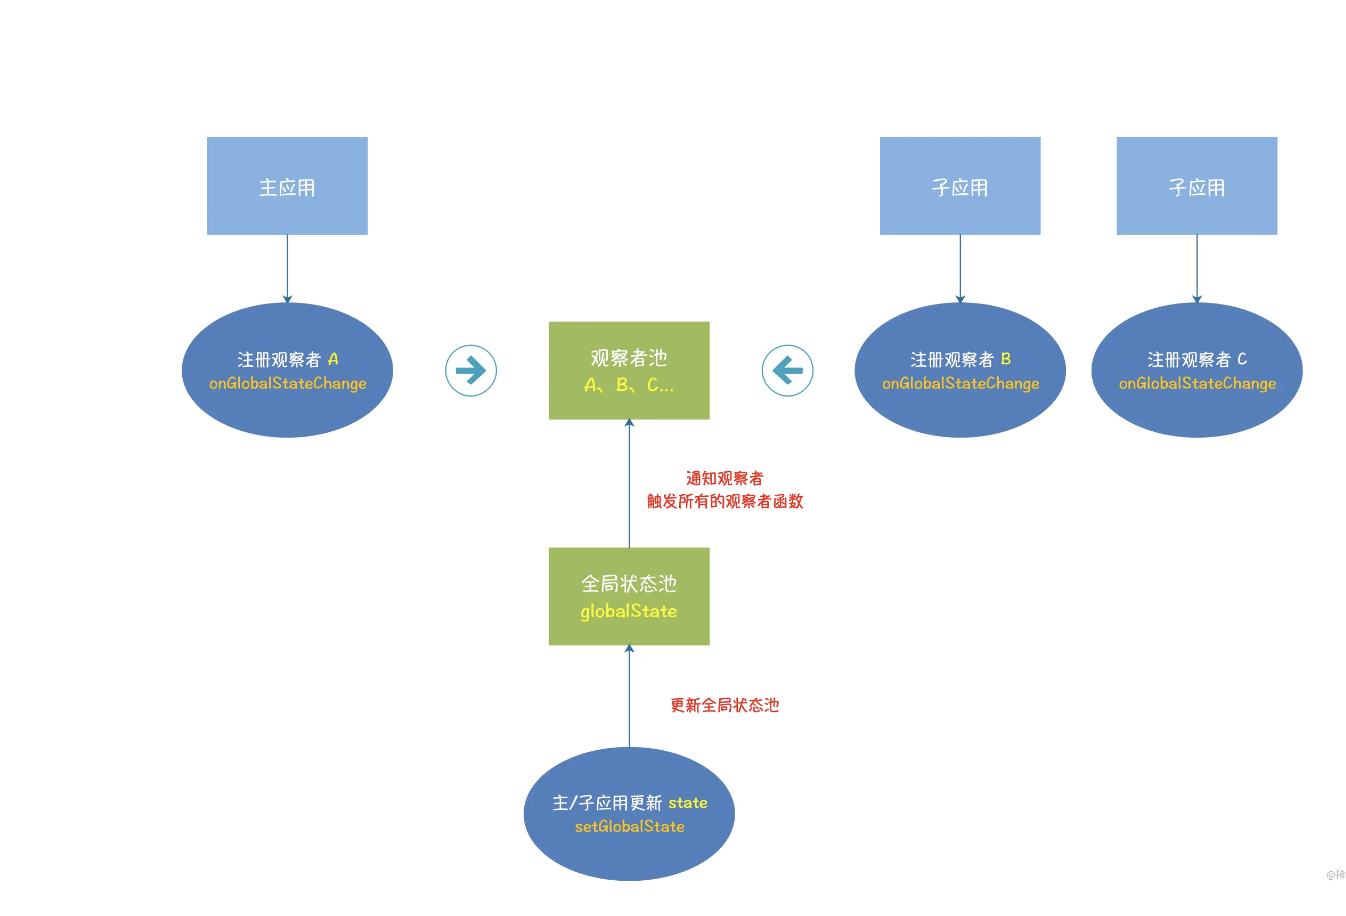 主应用
子应用
子应用
注册观察者 A
onGlobalStateChange
观察者池
A、B、C...
注册观察者 B
onGlobalStateChange
注册观察者 C
onGlobalStateChange
通知观察者
触发所有的观察者函数
全局状态池
globalState
更新全局状态池
主/子应用更新 state
setGlobalState
@稀